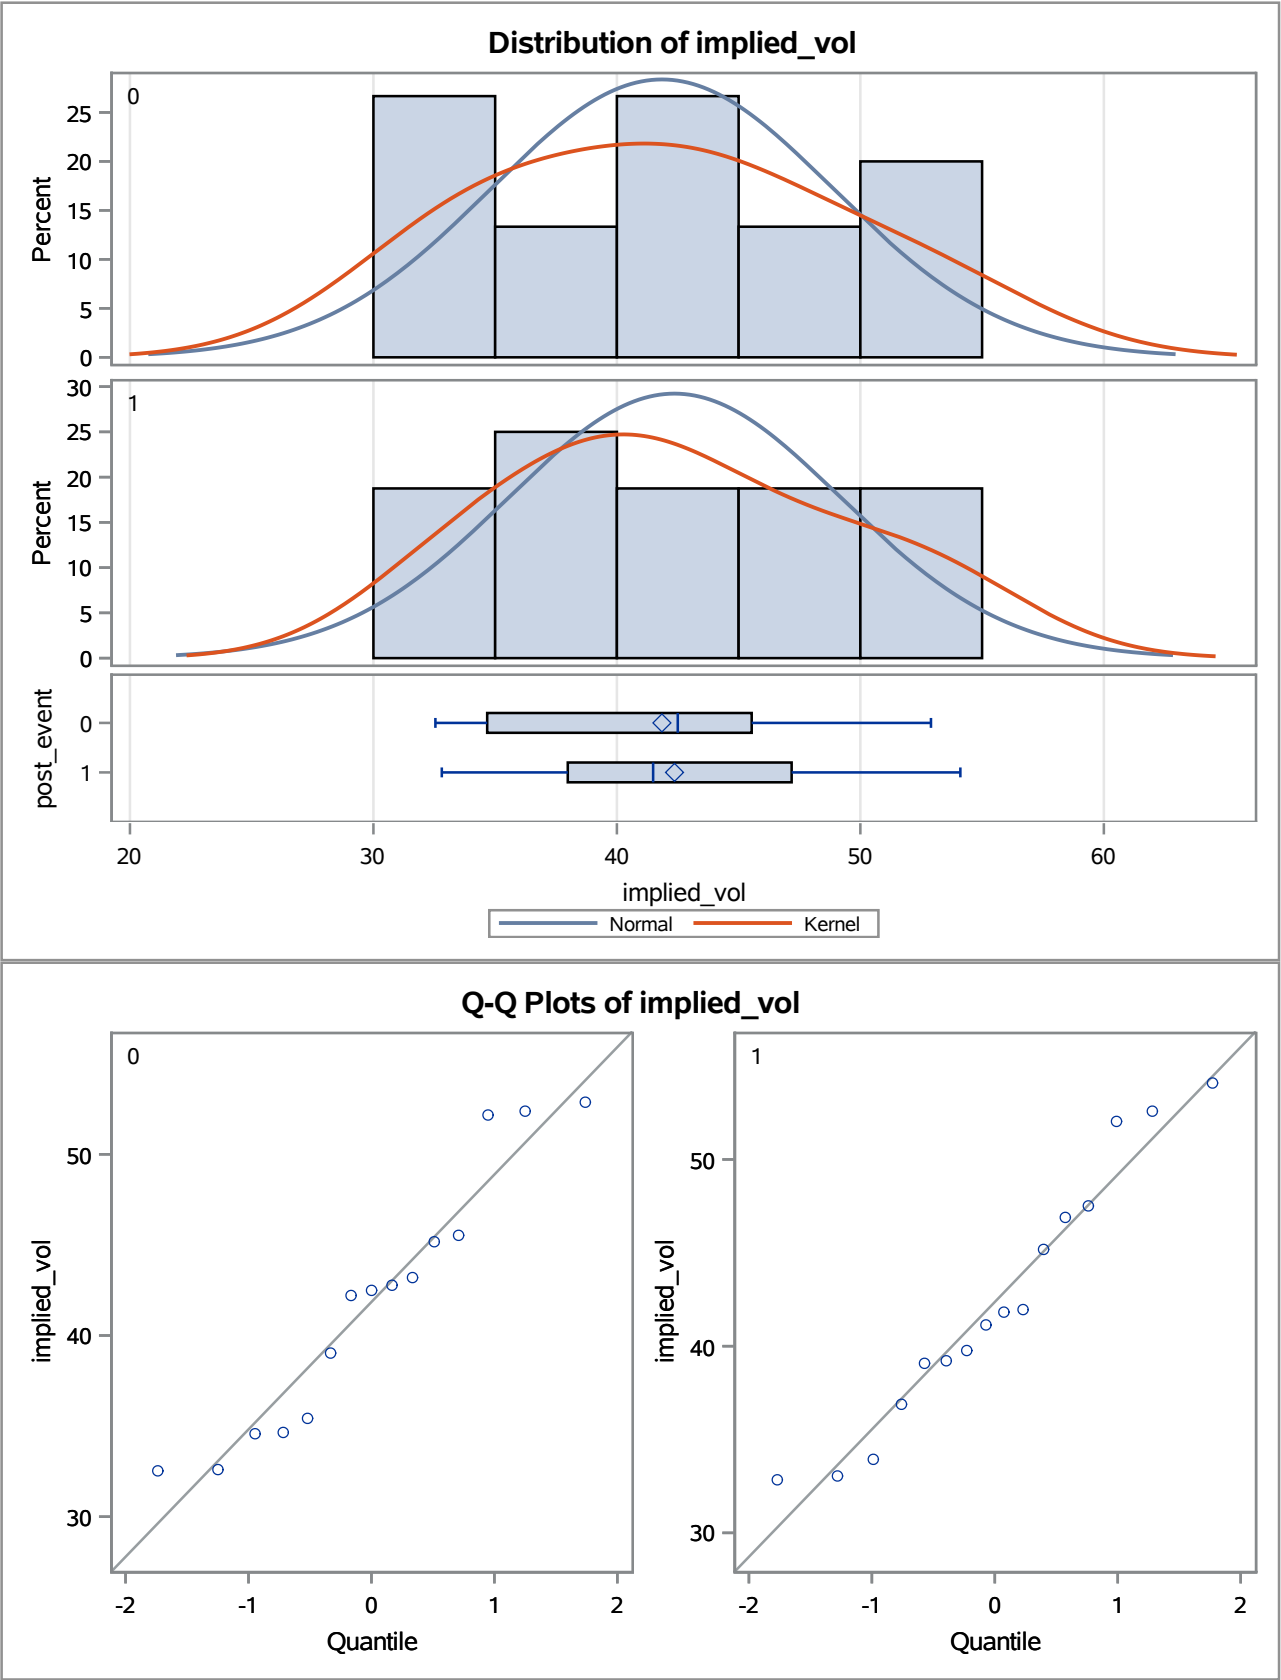 Distribution of implied_vol
0
25
20
15
10
5
0
Percent
1
30
25
20
15
10
5
0
Percent
0
1
post_event
20 30 40 50 60
implied_vol
Normal Kernel
Q-Q Plots of implied_vol
0
50
40
30
implied_vol
-2 -1 0 1 2
Quantile
1
50
40
30
implied_vol
-2 -1 0 1 2
Quantile